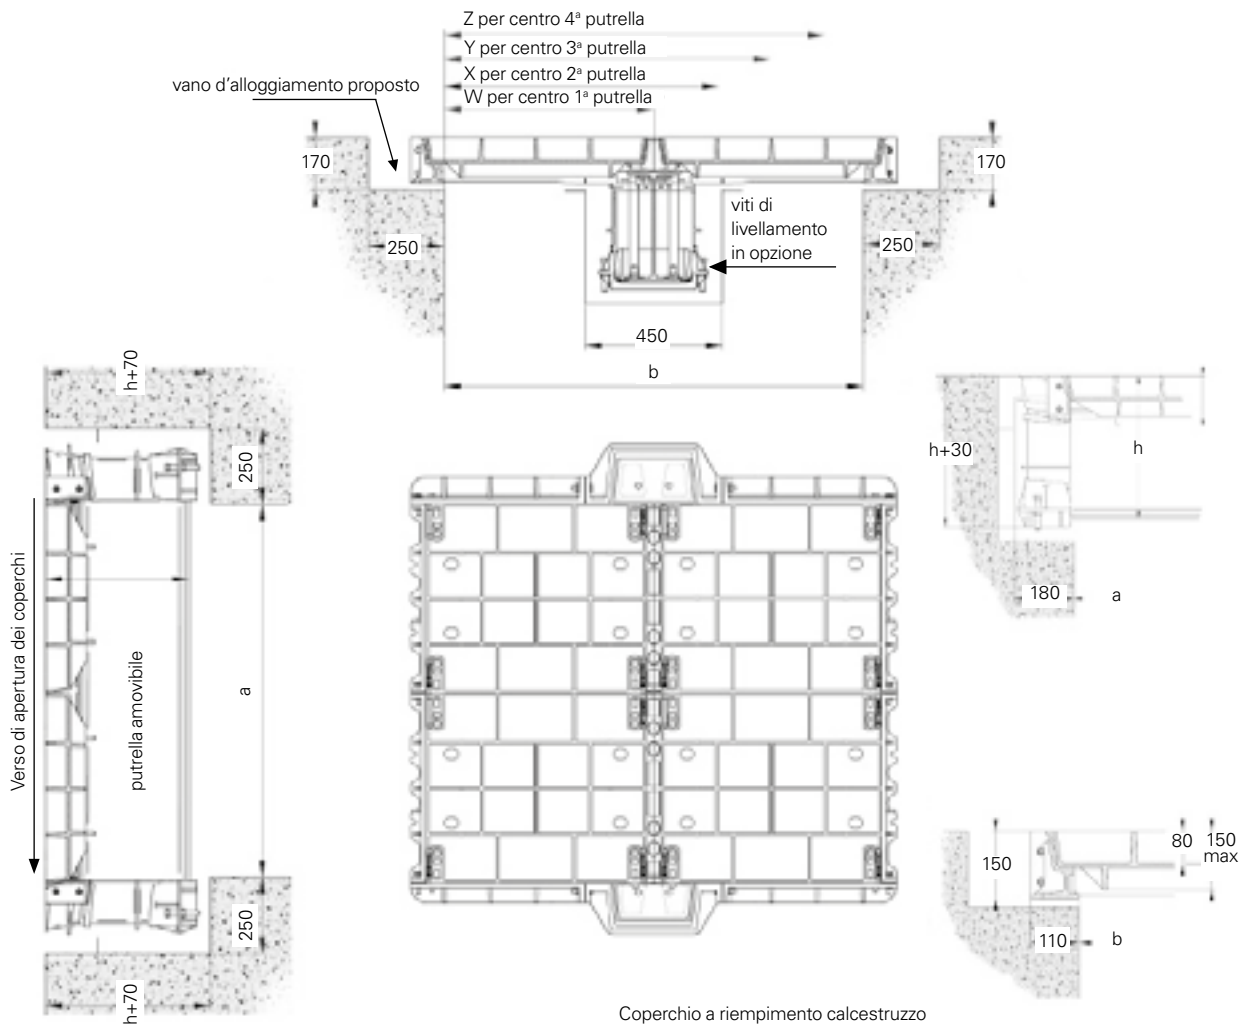 Z per centro 4ª putrella
Y per centro 3ª putrella
X per centro 2ª putrella
W per centro 1ª putrella
vano d'alloggiamento proposto
170
170
viti di
livellamento
in opzione
250
250
450
b
h+70
250
Verso di apertura dei coperchi
putrella amovibile
a
250
h+70
h+30
h
180
a
150
80
150
max
110
b
Coperchio a riempimento calcestruzzo